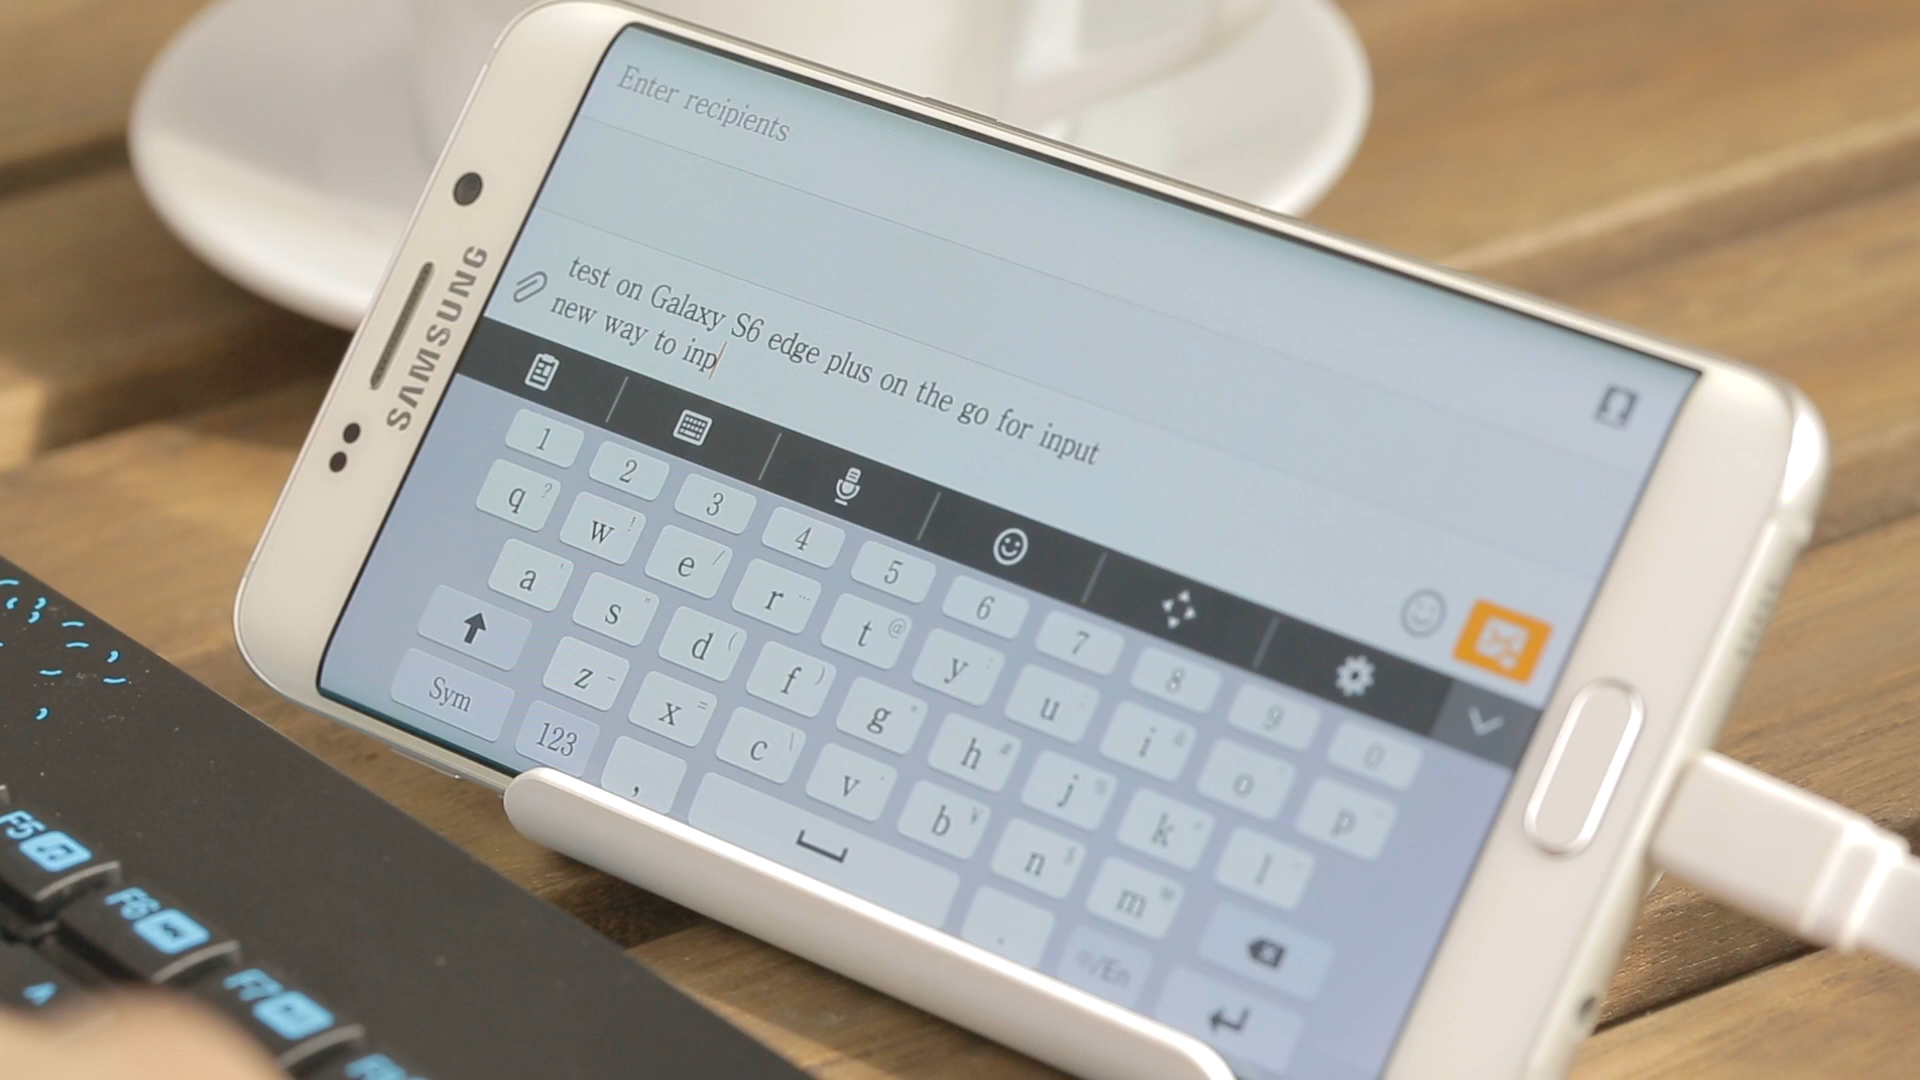 Enter recipients
test on Galaxy S6 edge plus on the go for input
new way to inp
SAMSUNG
1 2 3 4 5 6 7 8 9 0
q w e r t y u i o p
a s d f g h j k l
z x c v b n m
Sym 123 , . /En
F5
F6
F7